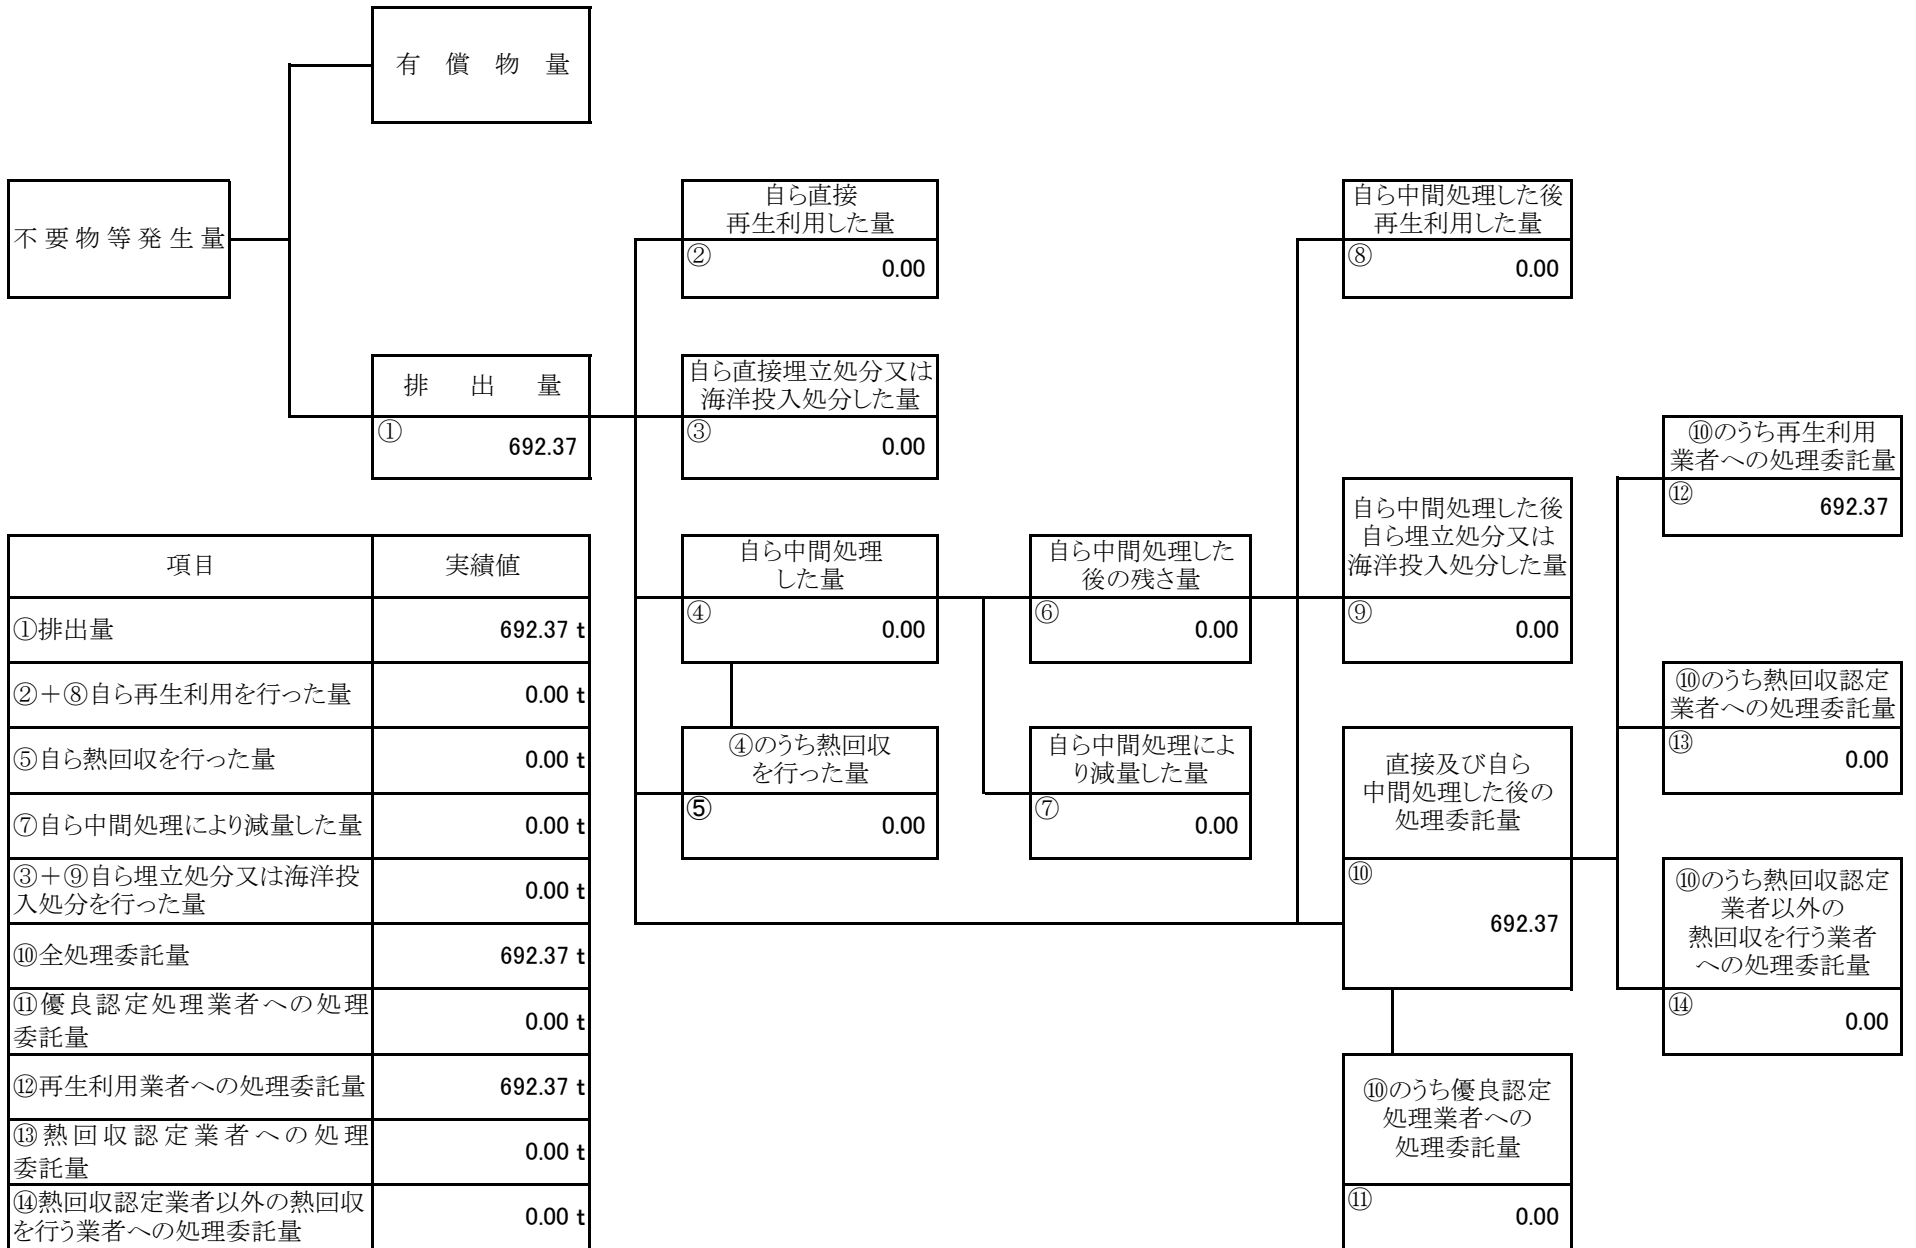 有償物量
不要物等発生量
自ら直接
再生利用した量
②
0.00
自ら中間処理した後
再生利用した量
⑧
0.00
排出量
①
692.37
自ら直接埋立処分又は
海洋投入処分した量
③
0.00
⑩のうち再生利用
業者への処理委託量
⑫
692.37
自ら中間処理
した量
④
0.00
自ら中間処理した
後の残さ量
⑥
0.00
自ら中間処理した後
自ら埋立処分又は
海洋投入処分した量
⑨
0.00
⑩のうち熱回収認定
業者への処理委託量
⑬
0.00
④のうち熱回収
を行った量
⑤
0.00
自ら中間処理によ
り減量した量
⑦
0.00
直接及び自ら
中間処理した後の
処理委託量
⑩
692.37
⑩のうち熱回収認定
業者以外の
熱回収を行う業者
への処理委託量
⑭
0.00
⑩のうち優良認定
処理業者への
処理委託量
⑪
0.00
項目 実績値
①排出量 692.37 t
②＋⑧自ら再生利用を行った量 0.00 t
⑤自ら熱回収を行った量 0.00 t
⑦自ら中間処理により減量した量 0.00 t
③＋⑨自ら埋立処分又は海洋投
入処分を行った量 0.00 t
⑩全処理委託量 692.37 t
⑪優良認定処理業者への処理
委託量 0.00 t
⑫再生利用業者への処理委託量 692.37 t
⑬熱回収認定業者への処理
委託量 0.00 t
⑭熱回収認定業者以外の熱回収
を行う業者への処理委託量 0.00 t